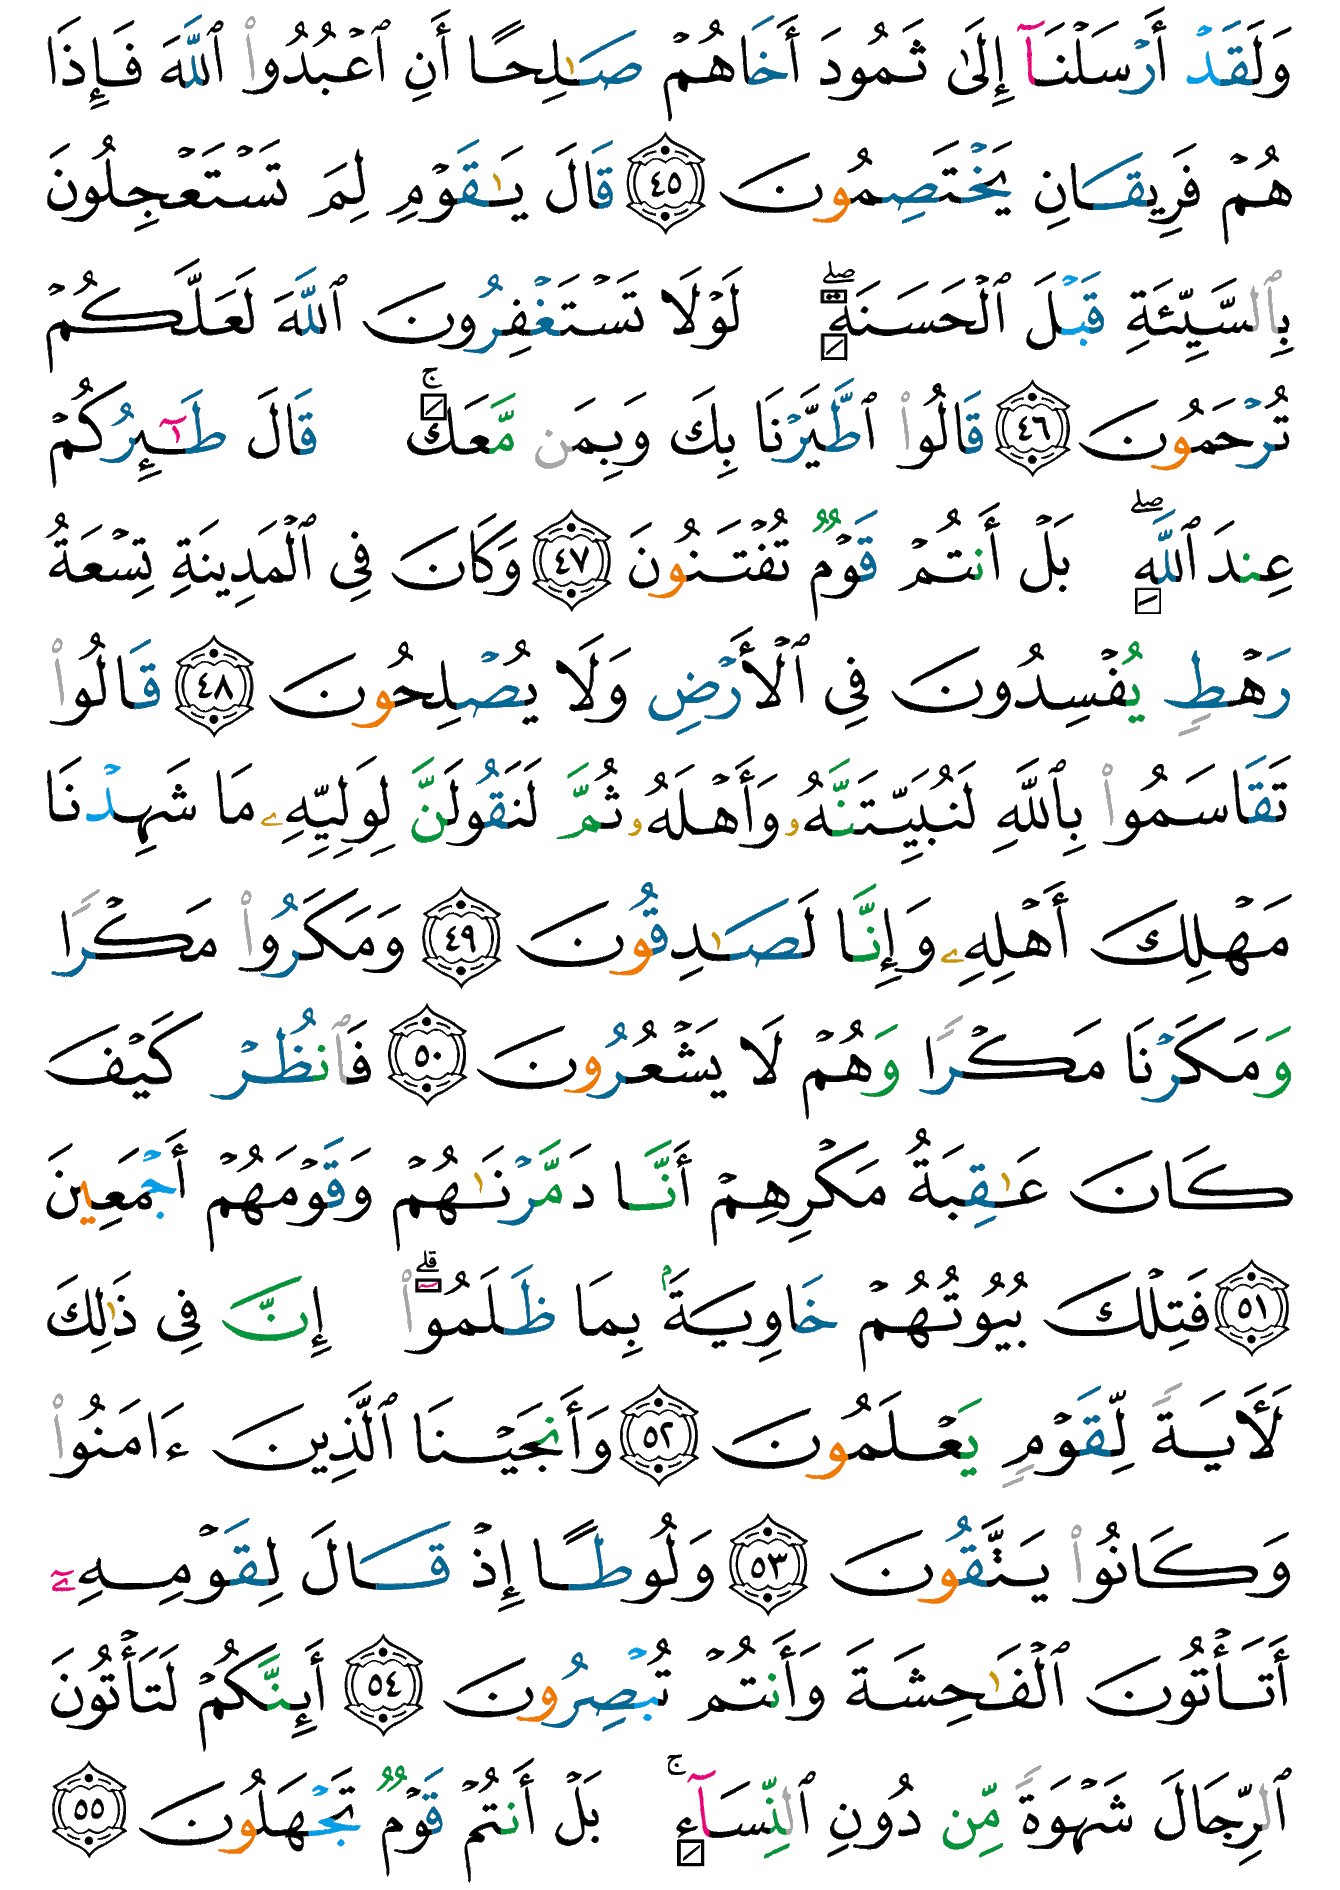 وَلَقَدْ أَرْسَلْنَآ إِلَىٰ ثَمُودَ أَخَاهُمْ صَـٰلِحًا أَنِ ٱعْبُدُوا۟ ٱللَّهَ فَإِذَا
هُمْ فَرِيقَانِ يَخْتَصِمُونَ ٤٥ قَالَ يَـٰقَوْمِ لِمَ تَسْتَعْجِلُونَ
بِٱلسَّيِّئَةِ قَبْلَ ٱلْحَسَنَةِ ۖ لَوْلَا تَسْتَغْفِرُونَ ٱللَّهَ لَعَلَّكُمْ
تُرْحَمُونَ ٤٦ قَالُوا۟ ٱطَّيَّرْنَا بِكَ وَبِمَن مَّعَكَ ۚ قَالَ طَـٰٓئِرُكُمْ
عِندَ ٱللَّهِ ۖ بَلْ أَنتُمْ قَوْمٌ تُفْتَنُونَ ٤٧ وَكَانَ فِى ٱلْمَدِينَةِ تِسْعَةُ
رَهْطٍ يُفْسِدُونَ فِى ٱلْأَرْضِ وَلَا يُصْلِحُونَ ٤٨ قَالُوا۟
تَقَاسَمُوا۟ بِٱللَّهِ لَنُبَيِّتَنَّهُۥ وَأَهْلَهُۥ ثُمَّ لَنَقُولَنَّ لِوَلِيِّهِۦ مَا شَهِدْنَا
مَهْلِكَ أَهْلِهِۦ وَإِنَّا لَصَـٰدِقُونَ ٤٩ وَمَكَرُوا۟ مَكْرًا
وَمَكَرْنَا مَكْرًا وَهُمْ لَا يَشْعُرُونَ ٥٠ فَٱنظُرْ كَيْفَ
كَانَ عَـٰقِبَةُ مَكْرِهِمْ أَنَّا دَمَّرْنَـٰهُمْ وَقَوْمَهُمْ أَجْمَعِينَ
٥١ فَتِلْكَ بُيُوتُهُمْ خَاوِيَةًۢ بِمَا ظَلَمُوا۟ ۗ إِنَّ فِى ذَٰلِكَ
لَـَٔايَةً لِّقَوْمٍ يَعْلَمُونَ ٥٢ وَأَنجَيْنَا ٱلَّذِينَ ءَامَنُوا۟
وَكَانُوا۟ يَتَّقُونَ ٥٣ وَلُوطًا إِذْ قَالَ لِقَوْمِهِۦٓ
أَتَأْتُونَ ٱلْفَـٰحِشَةَ وَأَنتُمْ تُبْصِرُونَ ٥٤ أَئِنَّكُمْ لَتَأْتُونَ
ٱلرِّجَالَ شَهْوَةً مِّن دُونِ ٱلنِّسَآءِ ۚ بَلْ أَنتُمْ قَوْمٌ تَجْهَلُونَ ٥٥